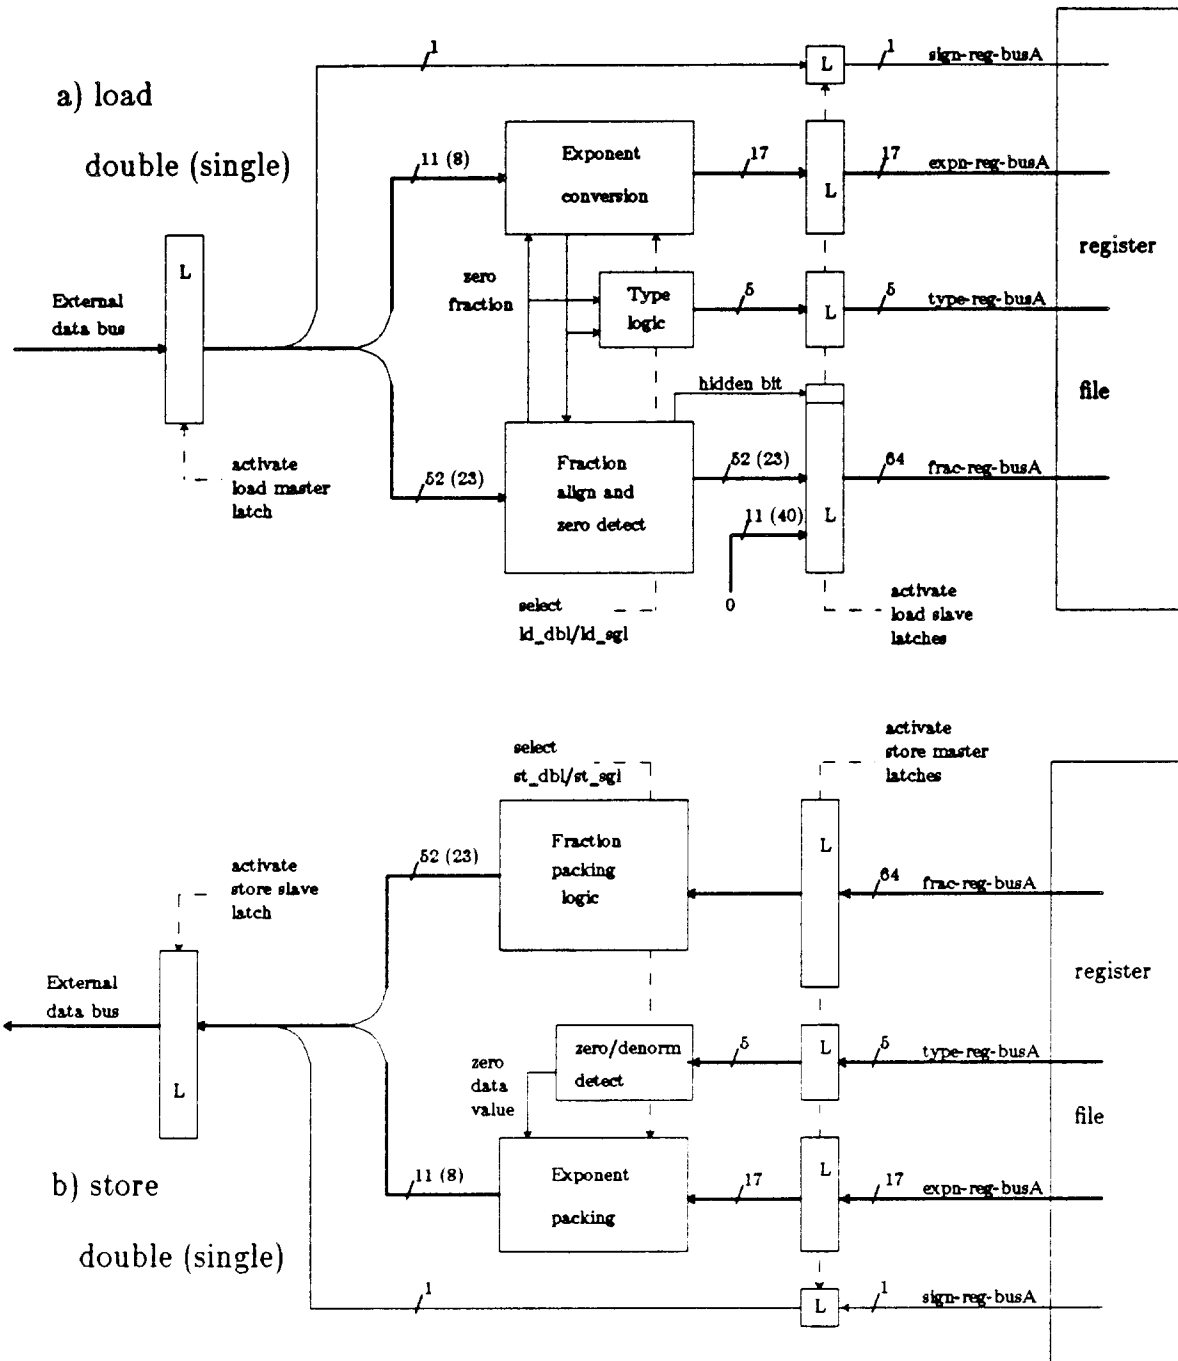 a) load
double (single)
1
L
1
sign-reg-busA
11 (8)
Exponent
conversion
17
L
17
expn-reg-busA
register
L
External
data bus
zero
fraction
Type
logic
5
L
5
type-reg-busA
hidden bit
file
activate
load master
latch
52 (23)
Fraction
align and
zero detect
52 (23)
11 (40)
0
L
64
frac-reg-busA
select
ld_dbl/ld_sgl
activate
load slave
latches
select
st_dbl/st_sgl
activate
store master
latches
activate
store slave
latch
52 (23)
Fraction
packing
logic
L
64
frac-reg-busA
register
External
data bus
L
zero/denorm
detect
5
L
5
type-reg-busA
zero
data
value
file
b) store
double (single)
11 (8)
Exponent
packing
17
L
17
expn-reg-busA
1
L
1
sign-reg-busA